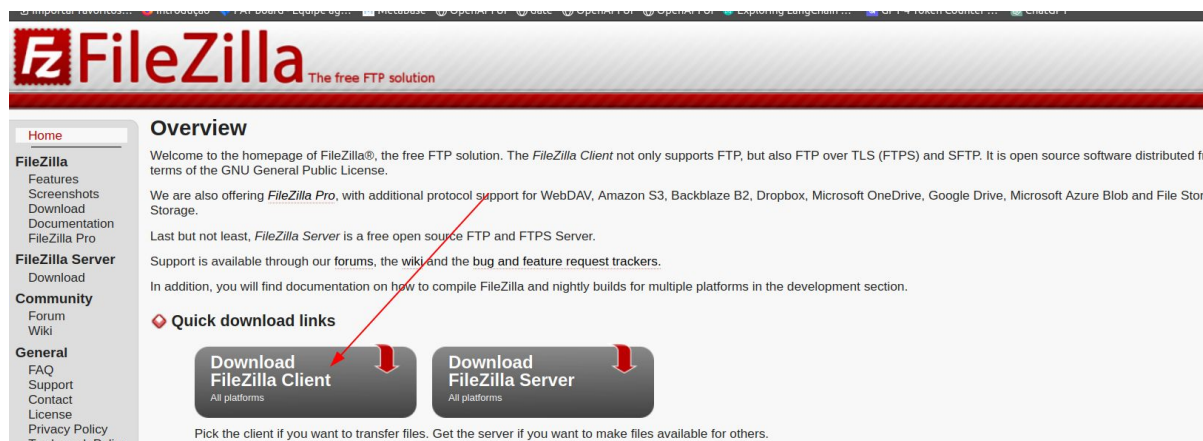 FileZilla The free FTP solution
Home
FileZilla
Features
Screenshots
Download
Documentation
FileZilla Pro
FileZilla Server
Download
Community
Forum
Wiki
General
FAQ
Support
Contact
License
Privacy Policy
Overview
Welcome to the homepage of FileZilla®, the free FTP solution. The FileZilla Client not only supports FTP, but also FTP over TLS (FTPS) and SFTP. It is open source software distributed
terms of the GNU General Public License.
We are also offering FileZilla Pro, with additional protocol support for WebDAV, Amazon S3, Backblaze B2, Dropbox, Microsoft OneDrive, Google Drive, Microsoft Azure Blob and File
Storage.
Last but not least, FileZilla Server is a free open source FTP and FTPS Server.
Support is available through our forums, the wiki and the bug and feature request trackers.
In addition, you will find documentation on how to compile FileZilla and nightly builds for multiple platforms in the development section.
Quick download links
Download
FileZilla Client
All platforms
Download
FileZilla Server
All platforms
Pick the client if you want to transfer files. Get the server if you want to make files available for others.